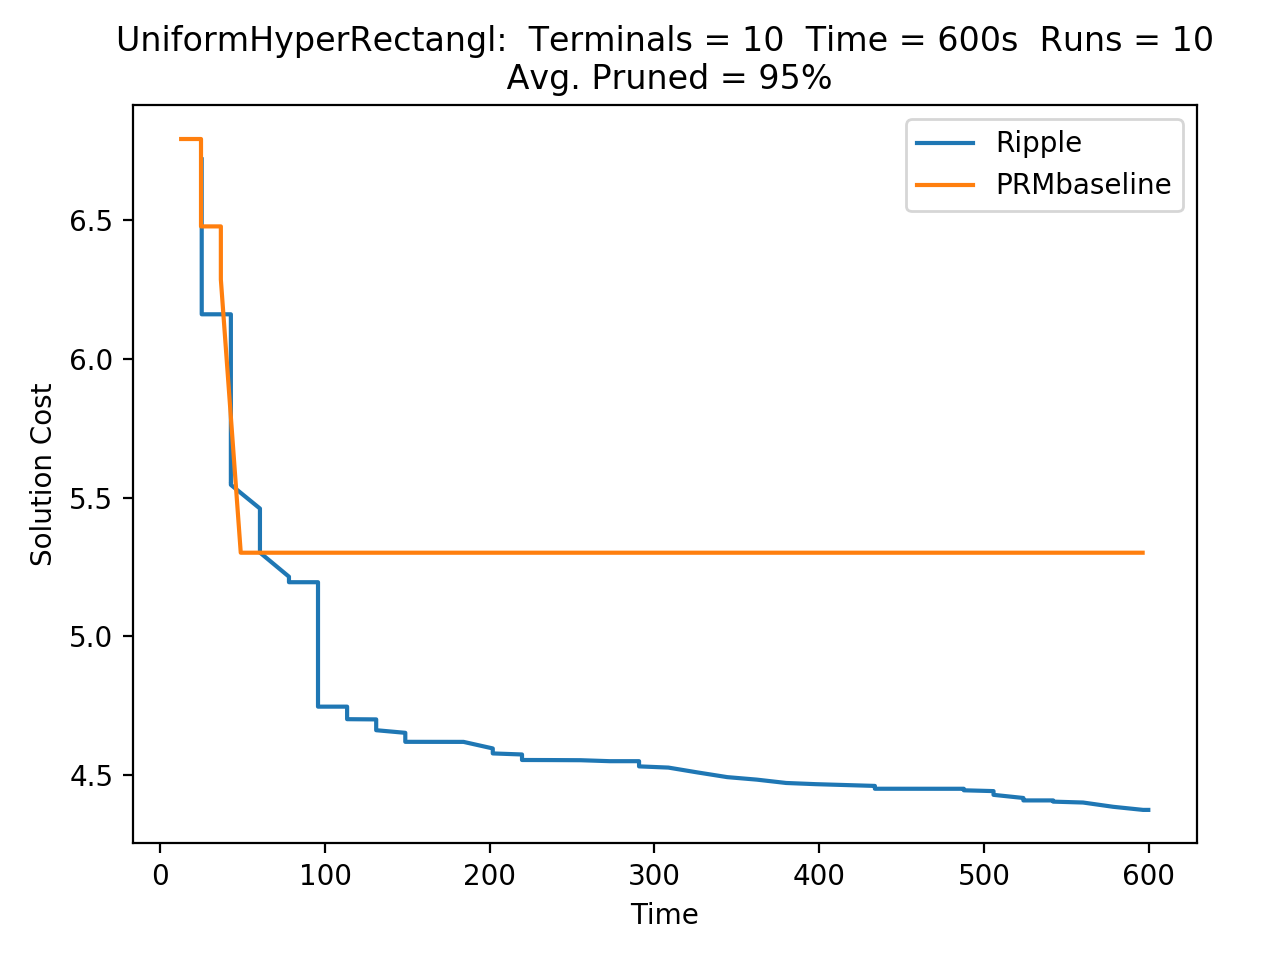 UniformHyperRectangl: Terminals = 10 Time = 600s Runs = 10
Avg. Pruned = 95%
Ripple
PRMbaseline
6.5
6.0
5.5
5.0
4.5
Solution Cost
0 100 200 300 400 500 600
Time